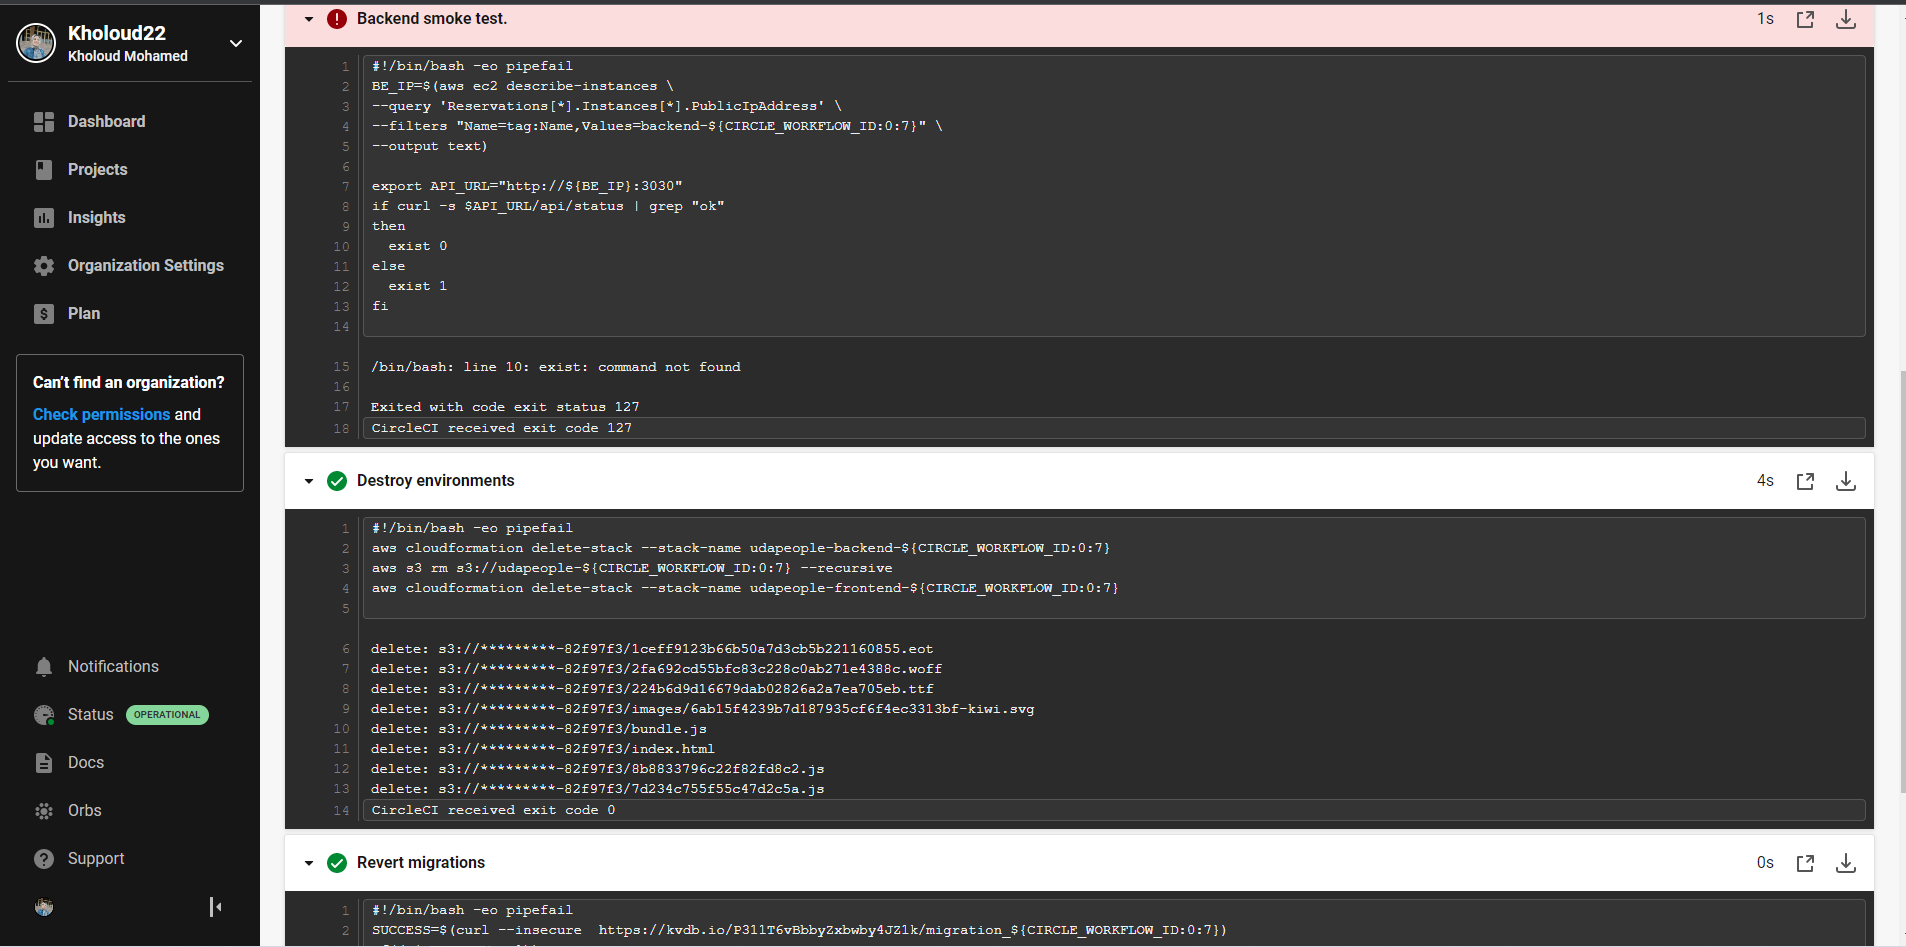 Kholoud22
Kholoud Mohamed
Dashboard
Projects
Insights
Organization Settings
Plan
Can't find an organization?
Check permissions and
update access to the ones
you want.
Notifications
Status OPERATIONAL
Docs
Orbs
Support
Backend smoke test.
1s
1 #!/bin/bash -eo pipefail
2 BE_IP=$(aws ec2 describe-instances \
3 --query 'Reservations[*].Instances[*].PublicIpAddress' \
4 --filters "Name=tag:Name,Values=backend-${CIRCLE_WORKFLOW_ID:0:7}" \
5 --output text)
6
7 export API_URL="http://${BE_IP}:3030"
8 if curl -s $API_URL/api/status | grep "ok"
9 then
10 exist 0
11 else
12 exist 1
13 fi
14
15 /bin/bash: line 10: exist: command not found
16
17 Exited with code exit status 127
18 CircleCI received exit code 127
Destroy environments
4s
1 #!/bin/bash -eo pipefail
2 aws cloudformation delete-stack --stack-name udapeople-backend-${CIRCLE_WORKFLOW_ID:0:7}
3 aws s3 rm s3://udapeople-${CIRCLE_WORKFLOW_ID:0:7} --recursive
4 aws cloudformation delete-stack --stack-name udapeople-frontend-${CIRCLE_WORKFLOW_ID:0:7}
5
6 delete: s3://*********-82f97f3/1ceff9123b66b50a7d3cb5b221160855.eot
7 delete: s3://*********-82f97f3/2fa692cd55bfc83c228c0ab271e4388c.woff
8 delete: s3://*********-82f97f3/224b6d9d16679dab02826a2a7ea705eb.ttf
9 delete: s3://*********-82f97f3/images/6ab15f4239b7d187935cf6f4ec3313bf-kiwi.svg
10 delete: s3://*********-82f97f3/bundle.js
11 delete: s3://*********-82f97f3/index.html
12 delete: s3://*********-82f97f3/8b8833796c22f82fd8c2.js
13 delete: s3://*********-82f97f3/7d234c755f55c47d2c5a.js
14 CircleCI received exit code 0
Revert migrations
0s
1 #!/bin/bash -eo pipefail
2 SUCCESS=$(curl --insecure  https://kvdb.io/P311T6vBbbyZxbwby4JZ1k/migration_${CIRCLE_WORKFLOW_ID:0:7})